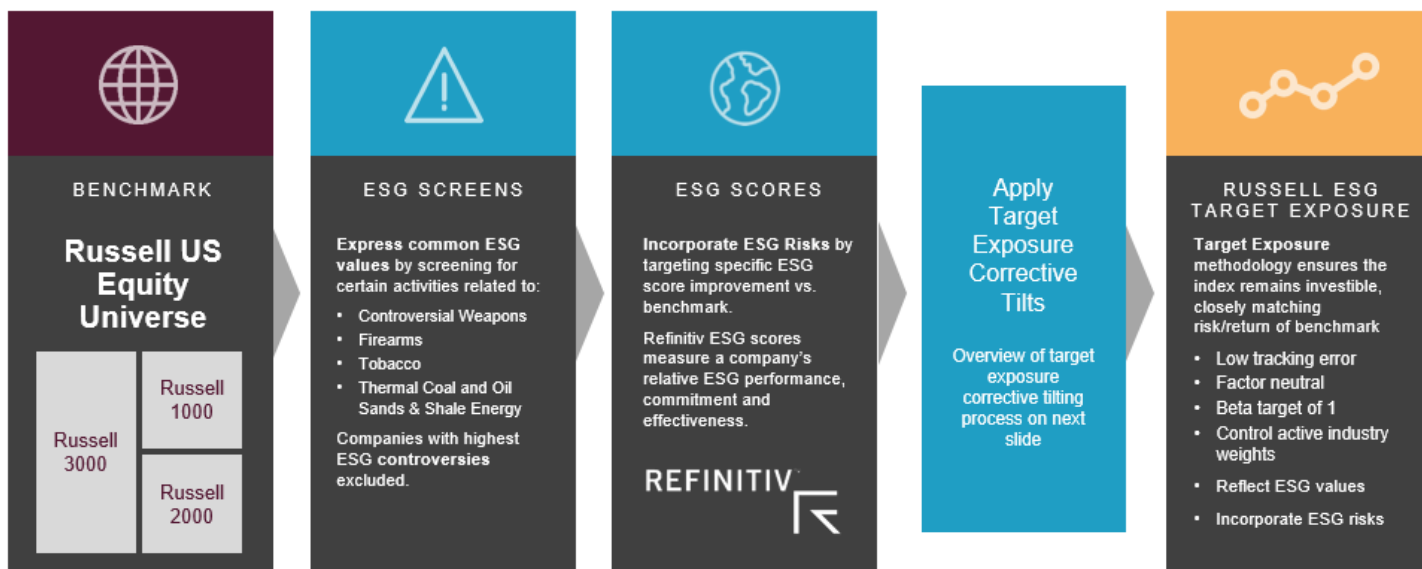 BENCHMARK
Russell US
Equity
Universe
Russell
3000
Russell
1000
Russell
2000
ESG SCREENS
Express common ESG
values by screening for
certain activities related to:
• Controversial Weapons
• Firearms
• Tobacco
• Thermal Coal and Oil
Sands & Shale Energy
Companies with highest
ESG controversies
excluded.
ESG SCORES
Incorporate ESG Risks by
targeting specific ESG
score improvement vs.
benchmark.
Refinitiv ESG scores
measure a company's
relative ESG performance,
commitment and
effectiveness.
REFINITIV™
Apply
Target
Exposure
Corrective
Tilts
Overview of target
exposure
corrective tilting
process on next
slide
RUSSELL ESG
TARGET EXPOSURE
Target Exposure
methodology ensures the
index remains investible,
closely matching
risk/return of benchmark
• Low tracking error
• Factor neutral
• Beta target of 1
• Control active industry
weights
• Reflect ESG values
• Incorporate ESG risks